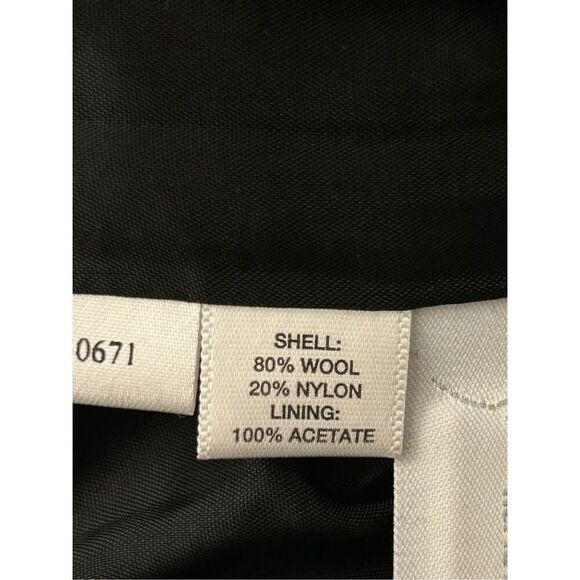 0671
SHELL:
80% WOOL
20% NYLON
LINING:
100% ACETATE